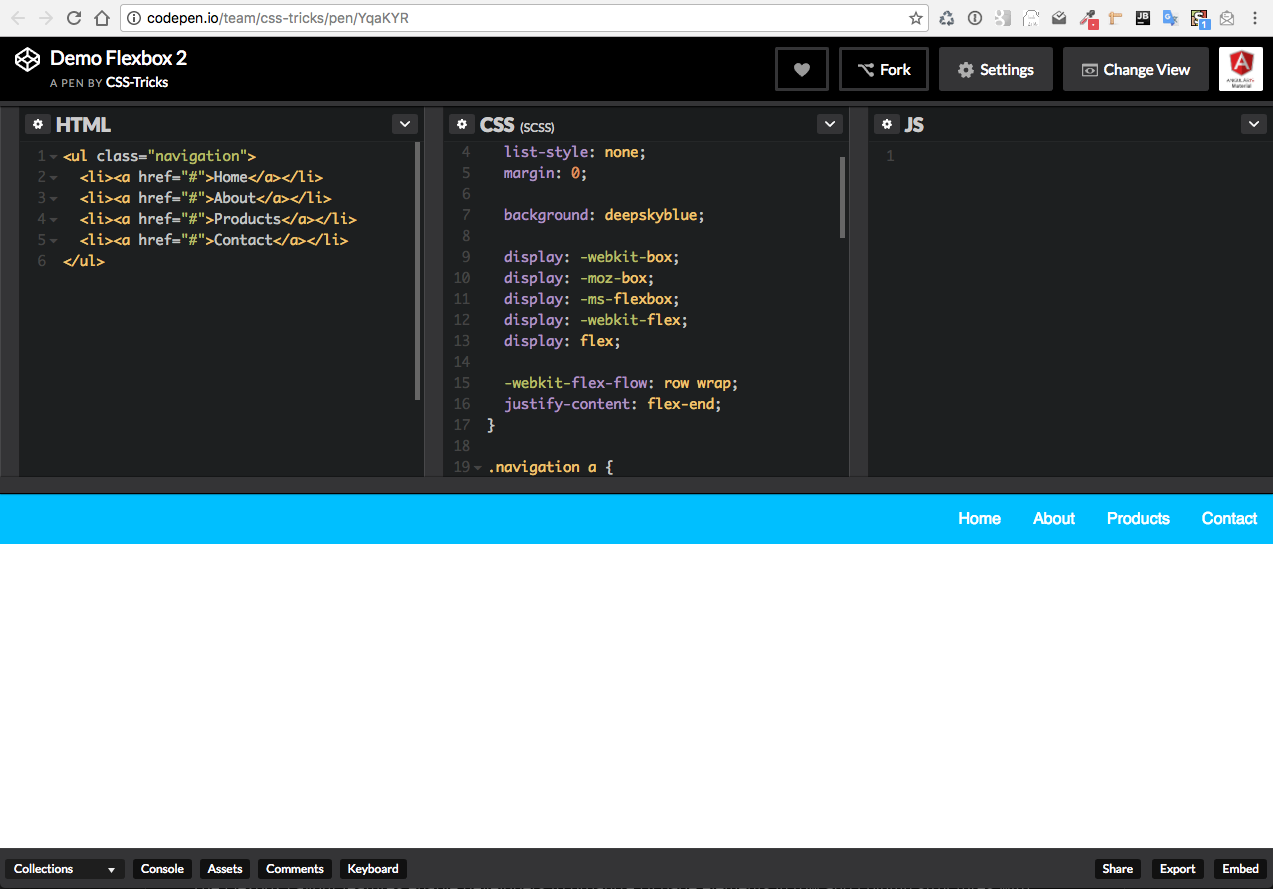 codepen.io/team/css-tricks/pen/YqaKYR
JB
1
Demo Flexbox 2
A PEN BY CSS-Tricks
Fork
Settings
Change View
A
Material
HTML
1 <ul class="navigation">
2 <li><a href="#">Home</a></li>
3 <li><a href="#">About</a></li>
4 <li><a href="#">Products</a></li>
5 <li><a href="#">Contact</a></li>
6 </ul>
CSS (SCSS)
4 list-style: none;
5 margin: 0;
6
7 background: deepskyblue;
8
9 display: -webkit-box;
10 display: -moz-box;
11 display: -ms-flexbox;
12 display: -webkit-flex;
13 display: flex;
14
15 -webkit-flex-flow: row wrap;
16 justify-content: flex-end;
17 }
18
19 .navigation a {
JS
1
Home About Products Contact
Collections Console Assets Comments Keyboard Share Export Embed